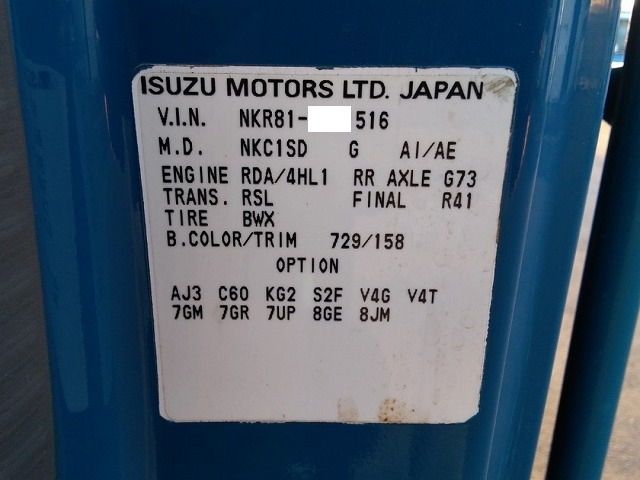 ISUZU MOTORS LTD. JAPAN
V.I.N. NKR81- 516
M.D. NKC1SD G AI/AE
ENGINE RDA/4HL1 RR AXLE G73
TRANS. RSL FINAL R41
TIRE BWX
B.COLOR/TRIM 729/158
OPTION
AJ3 C60 KG2 S2F V4G V4T
7GM 7GR 7UP 8GE 8JM